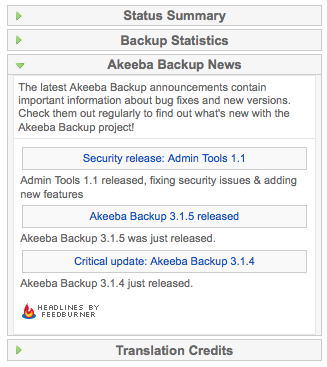 Status Summary
Backup Statistics
Akeeba Backup News
The latest Akeeba Backup announcements contain
important information about bug fixes and new versions.
Check them out regularly to find out what's new with the
Akeeba Backup project!
Security release: Admin Tools 1.1
Admin Tools 1.1 released, fixing security issues & adding
new features
Akeeba Backup 3.1.5 released
Akeeba Backup 3.1.5 was just released.
Critical update: Akeeba Backup 3.1.4
Akeeba Backup 3.1.4 just released.
HEADLINES BY
FEEDBURNER
Translation Credits